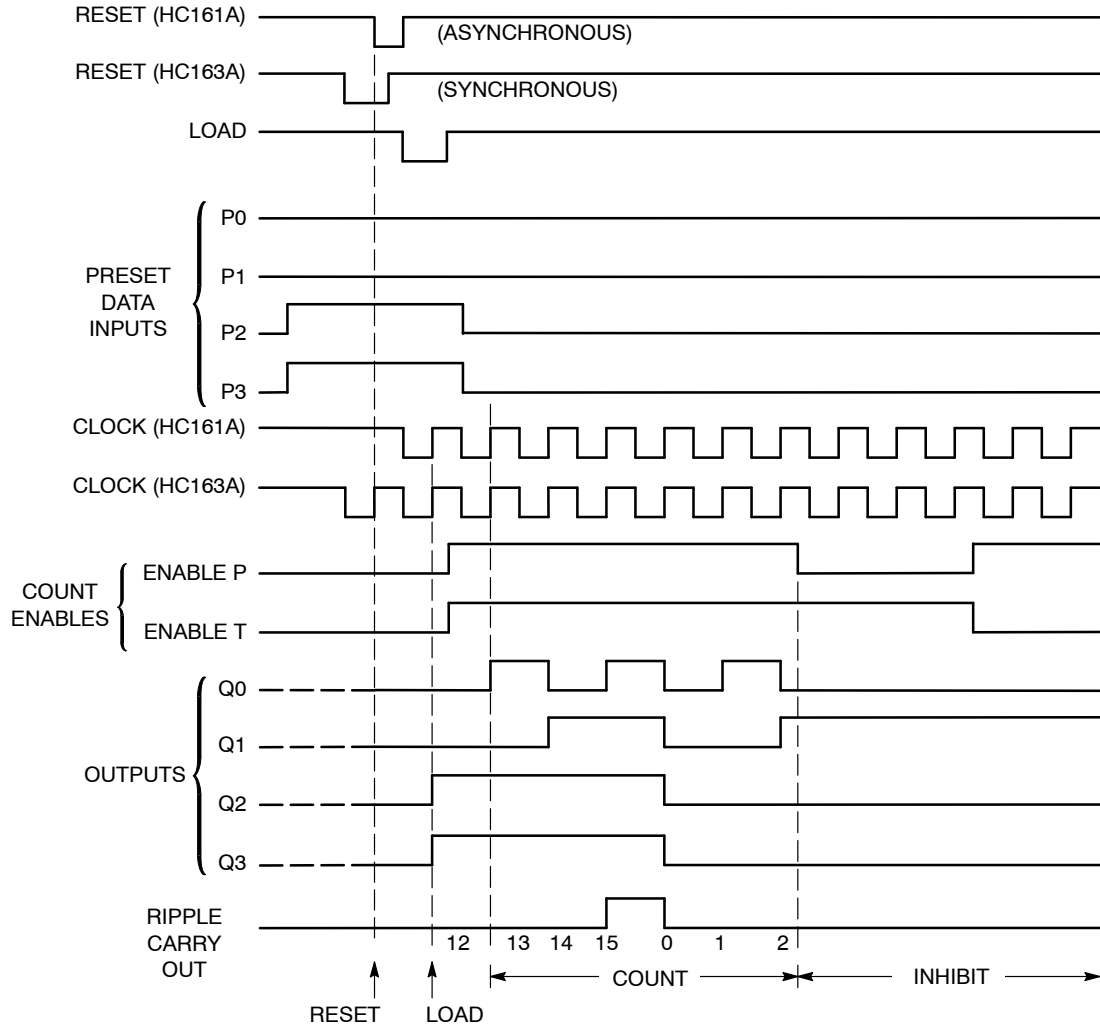 RESET (HC161A)
(ASYNCHRONOUS)
RESET (HC163A)
(SYNCHRONOUS)
LOAD
PRESET
DATA
INPUTS
P0
P1
P2
P3
CLOCK (HC161A)
CLOCK (HC163A)
COUNT
ENABLES
ENABLE P
ENABLE T
OUTPUTS
Q0
Q1
Q2
Q3
RIPPLE
CARRY
OUT
12 13 14 15 0 1 2
COUNT INHIBIT
RESET LOAD